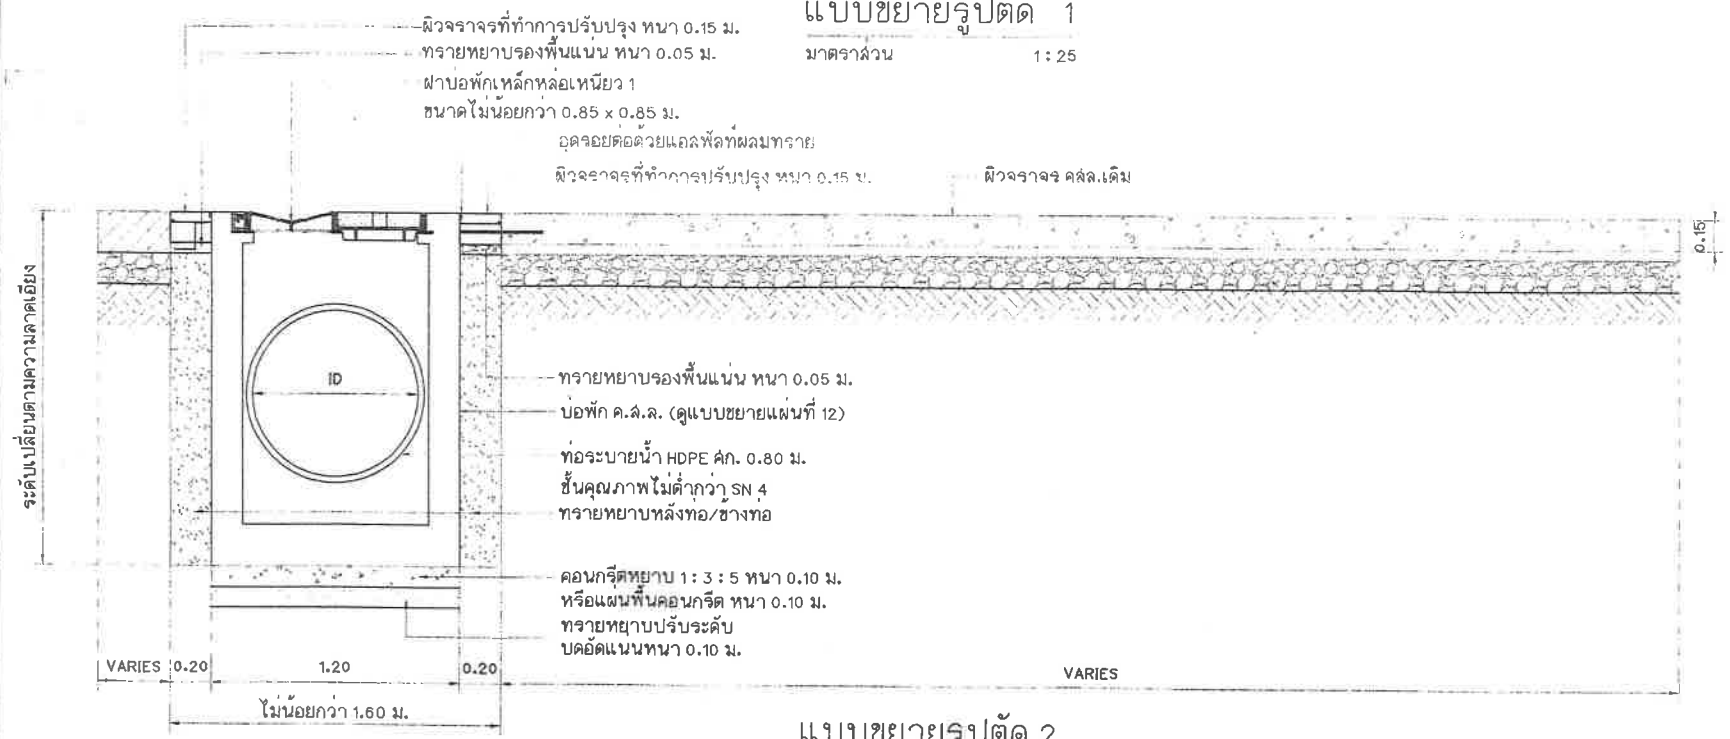 แบบขยายรูปตัด 1
มาตราส่วน 1:25
ผิวจราจรที่ทำการปรับปรุง หนา 0.15 ม.
ทรายหยาบรองพื้นแน่น หนา 0.05 ม.
ฝาบ่อพักเหล็กหล่อเหนียว 1
ขนาดไม่น้อยกว่า 0.85 x 0.85 ม.
อุดรอยต่อด้วยแอสฟัลท์ผสมทราย
ผิวจราจรที่ทำการปรับปรุง หนา 0.15 ม.
ผิวจราจร คสล.เดิม
0.15
ระดับเปลี่ยนตามความลาดเอียง
ID
ทรายหยาบรองพื้นแน่น หนา 0.05 ม.
บ่อพัก ค.ส.ล. (ดูแบบขยายแผ่นที่ 12)
ท่อระบายน้ำ HDPE ศก. 0.80 ม.
ชั้นคุณภาพไม่ต่ำกว่า SN 4
ทรายหยาบหลังท่อ/ข้างท่อ
คอนกรีตหยาบ 1 : 3 : 5 หนา 0.10 ม.
หรือแผ่นพื้นคอนกรีต หนา 0.10 ม.
ทรายหยาบปรับระดับ
บดอัดแน่นหนา 0.10 ม.
VARIES 0.20 1.20 0.20 VARIES
ไม่น้อยกว่า 1.60 ม.
แบบขยายรูปตัด 2